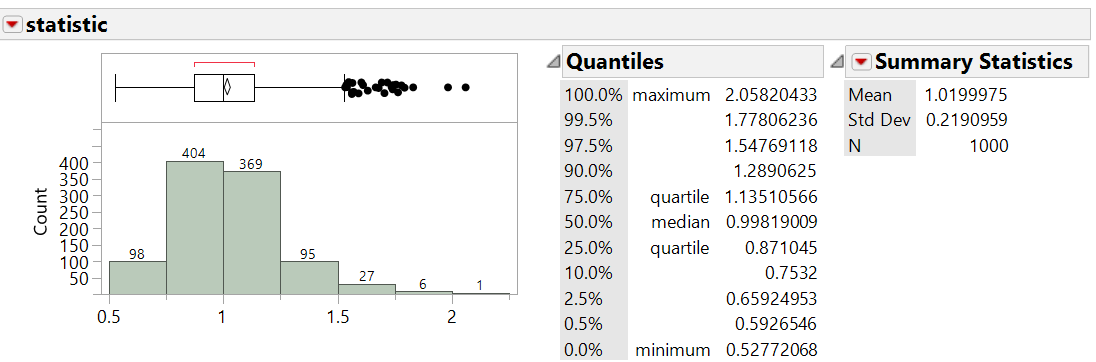 statistic
Count
400
350
300
250
200
150
100
50
98
404
369
95
27
6
1
0.5
1
1.5
2
Quantiles
100.0% maximum 2.05820433
99.5% 1.77806236
97.5% 1.54769118
90.0% 1.2890625
75.0% quartile 1.13510566
50.0% median 0.99819009
25.0% quartile 0.871045
10.0% 0.7532
2.5% 0.65924953
0.5% 0.5926546
0.0% minimum 0.52772068
Summary Statistics
Mean 1.0199975
Std Dev 0.2190959
N 1000